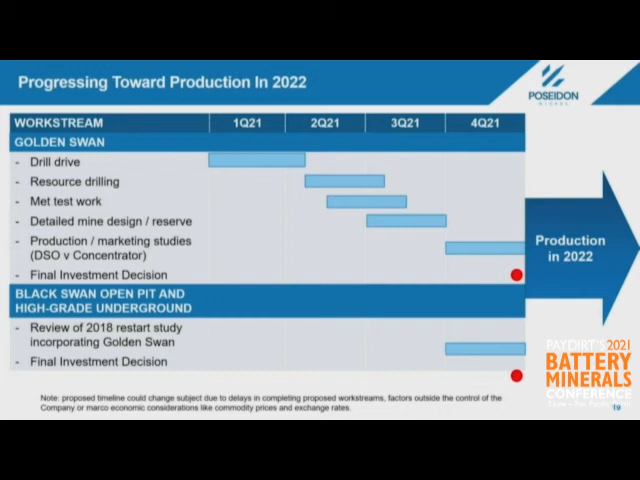 Progressing Toward Production In 2022
POSEIDON
NICKEL
WORKSTREAM 1Q21 2Q21 3Q21 4Q21
GOLDEN SWAN
- Drill drive
- Resource drilling
- Met test work
- Detailed mine design / reserve
- Production / marketing studies
(DSO v Concentrator)
- Final Investment Decision
Production
in 2022
BLACK SWAN OPEN PIT AND
HIGH-GRADE UNDERGROUND
- Review of 2018 restart study
incorporating Golden Swan
- Final Investment Decision
PAYDIRT'S 2021
BATTERY
MINERALS
CONFERENCE
Note: proposed timeline could change subject due to delays in completing proposed workstreams, factors outside the control of the
Company or marco economic considerations like commodity prices and exchange rates.
19